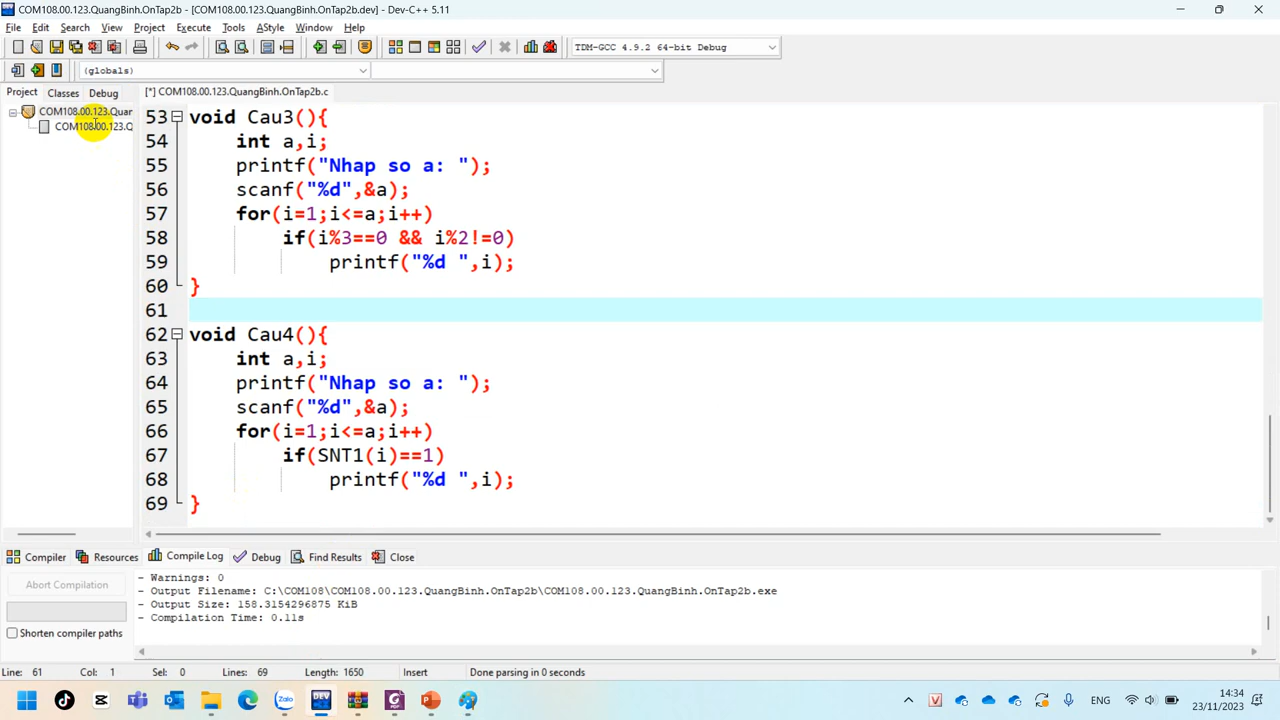 COM108.00.123.QuangBinh.OnTap2b - [COM108.00.123.QuangBinh.OnTap2b.dev] - Dev-C++ 5.11
File Edit Search View Project Execute Tools AStyle Window Help
TDM-GCC 4.9.2 64-bit Debug
(globals)
Project Classes Debug
[*] COM108.00.123.QuangBinh.OnTap2b.c
COM108.00.123.Quar
COM108.00.123.Q
53 void Cau3(){
54 int a,i;
55 printf("Nhap so a: ");
56 scanf("%d",&a);
57 for(i=1;i<=a;i++)
58 if(i%3==0 && i%2!=0)
59 printf("%d ",i);
60 }
61
62 void Cau4(){
63 int a,i;
64 printf("Nhap so a: ");
65 scanf("%d",&a);
66 for(i=1;i<=a;i++)
67 if(SNT1(i)==1)
68 printf("%d ",i);
69 }
Compiler Resources Compile Log Debug Find Results Close
Abort Compilation
Shorten compiler paths
- Warnings: 0
- Output Filename: C:\COM108\COM108.00.123.QuangBinh.OnTap2b\COM108.00.123.QuangBinh.OnTap2b.exe
- Output Size: 158.3154296875 KiB
- Compilation Time: 0.11s
Line: 61 Col: 1 Sel: 0 Lines: 69 Length: 1650 Insert Done parsing in 0 seconds
Zalo
DEV
ENG
14:34
23/11/2023